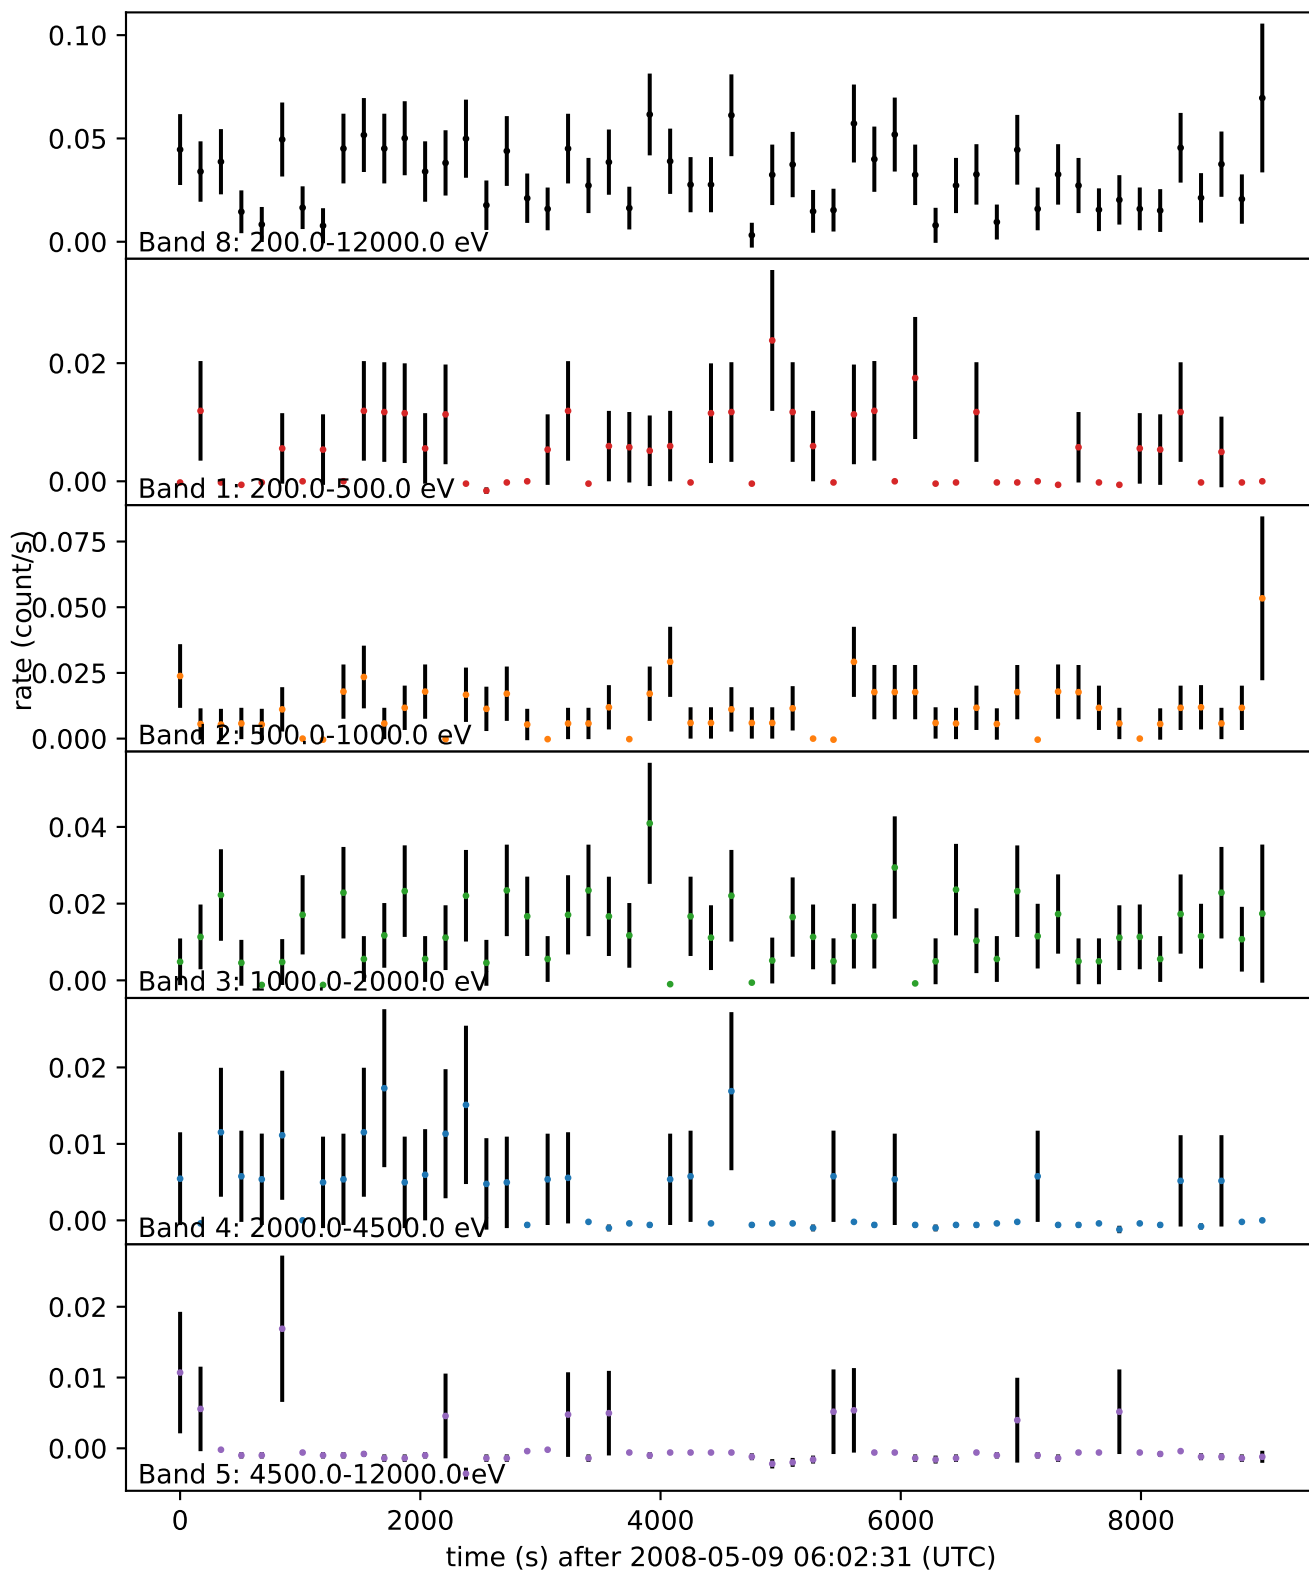 0.10
0.05
0.00
Band 8: 200.0-12000.0 eV
0.02
0.00
Band 1: 200.0-500.0 eV
rate (count/s)
0.075
0.050
0.025
0.000
Band 2: 500.0-1000.0 eV
0.04
0.02
0.00
Band 3: 1000.0-2000.0 eV
0.02
0.01
0.00
Band 4: 2000.0-4500.0 eV
0.02
0.01
0.00
Band 5: 4500.0-12000.0 eV
0 2000 4000 6000 8000
time (s) after 2008-05-09 06:02:31 (UTC)